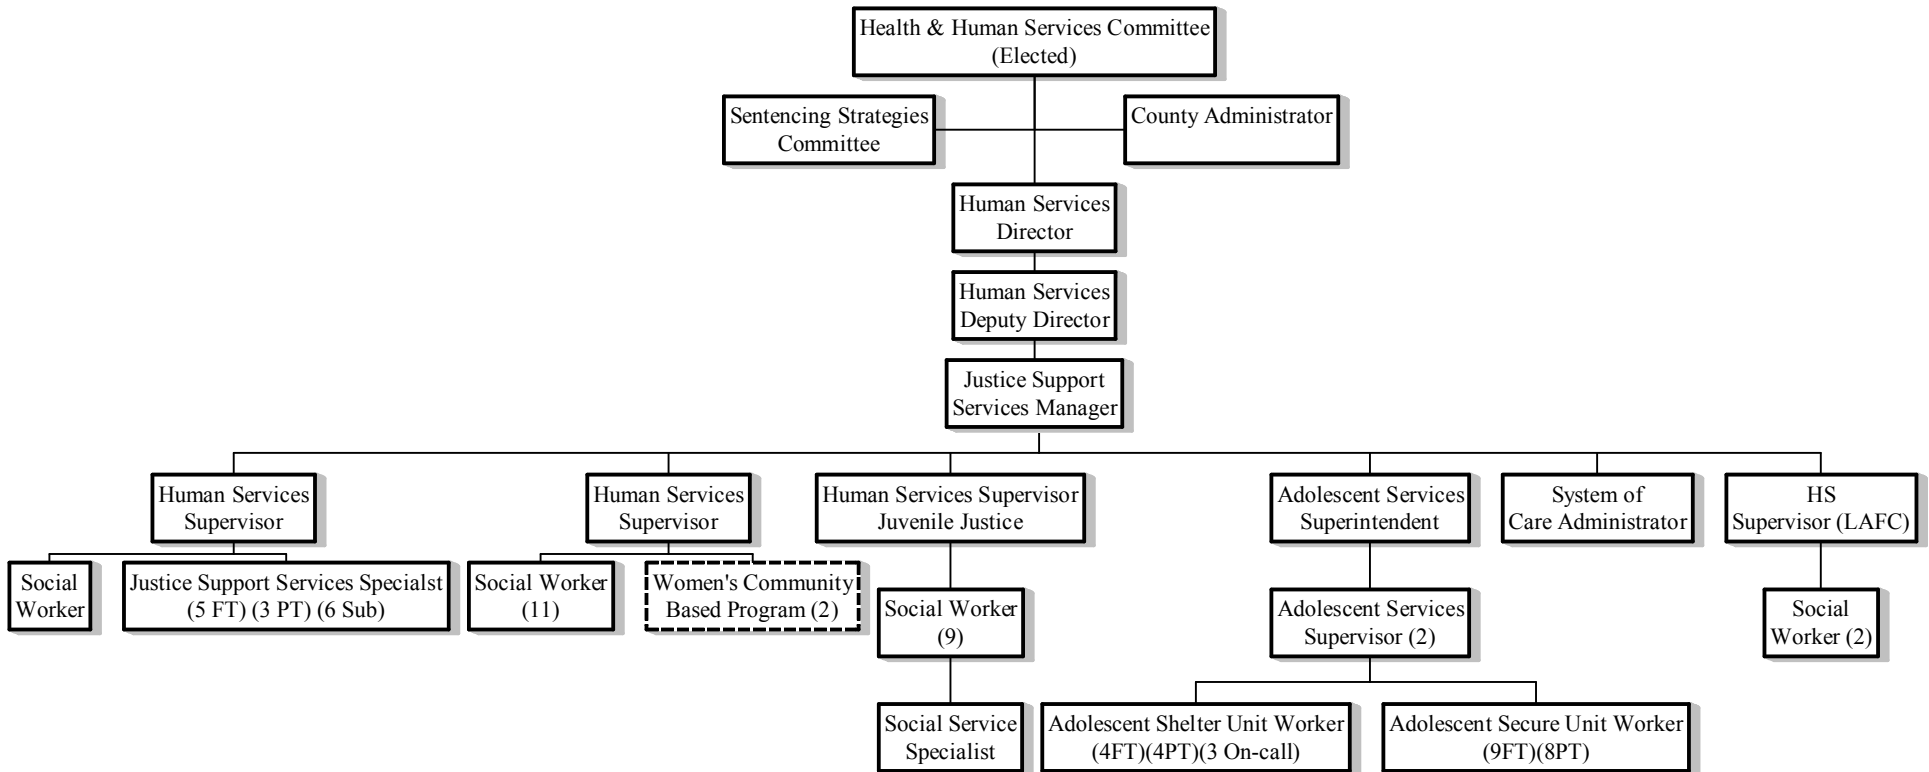 Health & Human Services Committee
(Elected)
Sentencing Strategies
Committee
County Administrator
Human Services
Director
Human Services
Deputy Director
Justice Support
Services Manager
Human Services
Supervisor
Human Services
Supervisor
Human Services Supervisor
Juvenile Justice
Adolescent Services
Superintendent
System of
Care Administrator
HS
Supervisor (LAFC)
Social
Worker
Justice Support Services Specialst
(5 FT) (3 PT) (6 Sub)
Social Worker
(11)
Women's Community
Based Program (2)
Social Worker
(9)
Adolescent Services
Supervisor (2)
Social
Worker (2)
Social Service
Specialist
Adolescent Shelter Unit Worker
(4FT)(4PT)(3 On-call)
Adolescent Secure Unit Worker
(9FT)(8PT)